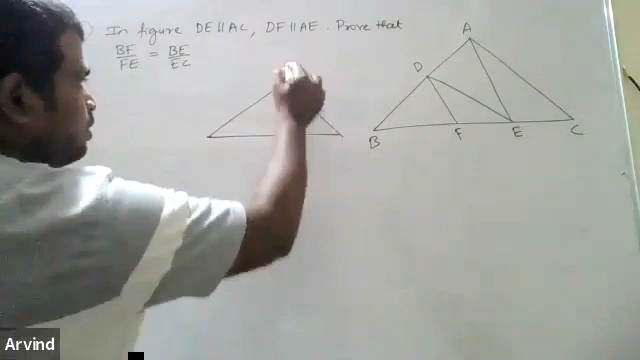 ) In figure DE || AC, DF || AE. Prove that
BF/FE = BE/EC
A
D
B F E C
Arvind